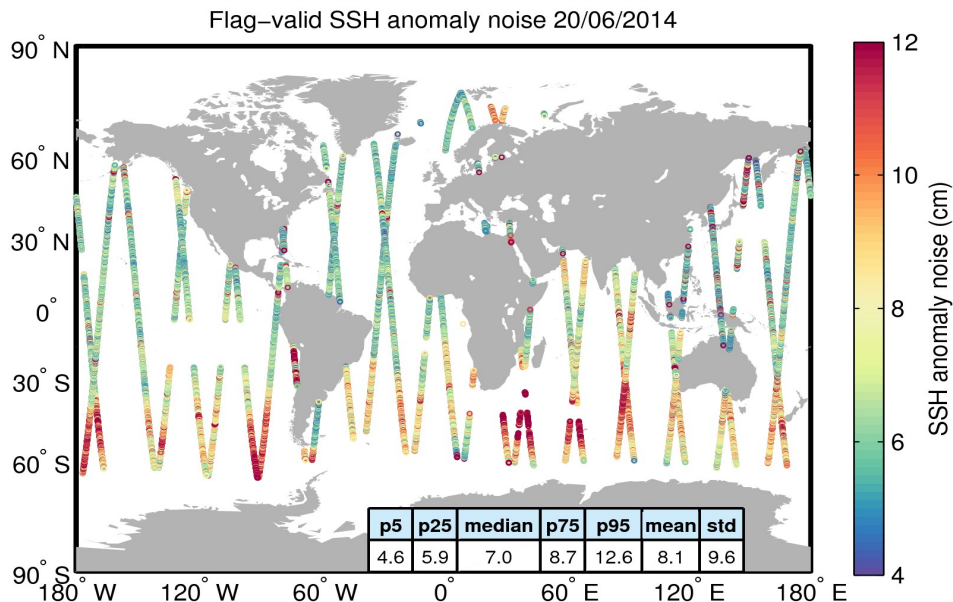 Flag−valid SSH anomaly noise 20/06/2014
90° N
60° N
30° N
0°
30° S
60° S
90° S
180° W
120° W
60° W
0°
60° E
120° E
180° E
p5 p25 median p75 p95 mean std
4.6 5.9 7.0 8.7 12.6 8.1 9.6
12
10
8
6
4
SSH anomaly noise (cm)